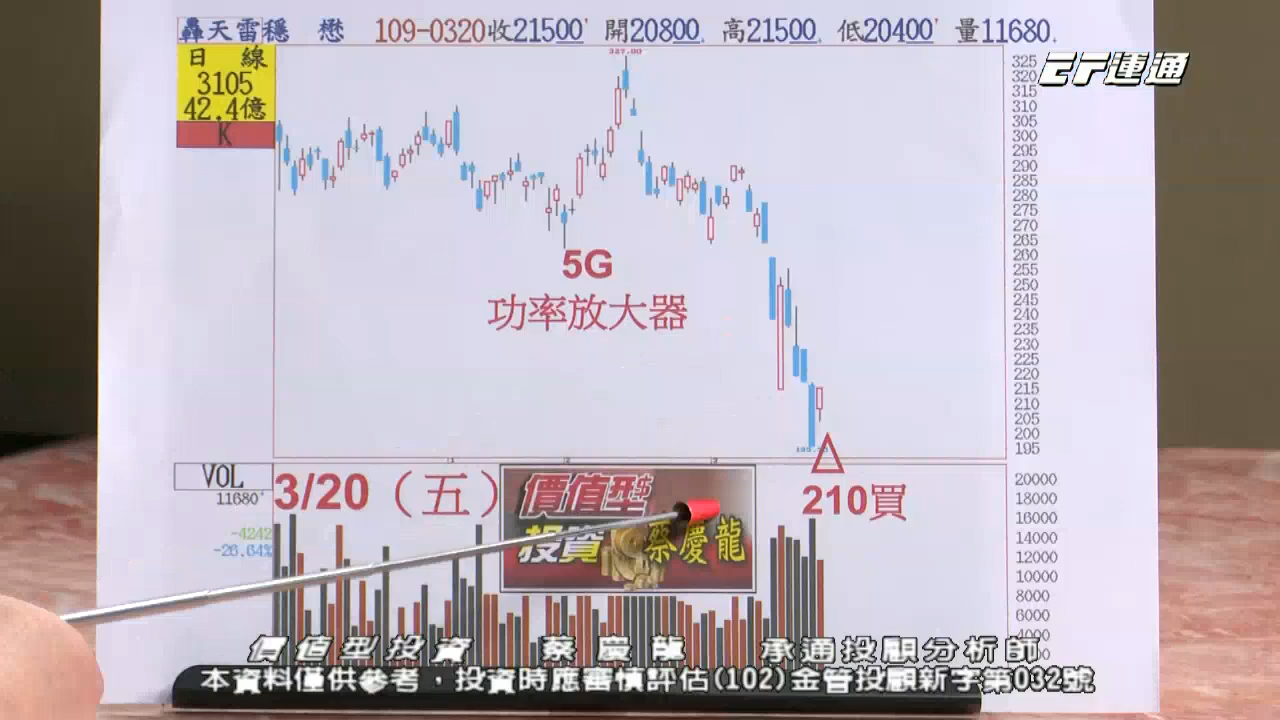 轟天雷穩 懋 109-0320收21500' 開20800. 高21500. 低20400' 量11680.
日 線
3105
42.4億
K
EF運通
327.00
325
320
315
310
305
300
295
290
285
280
275
270
265
260
255
250
245
240
235
230
225
220
215
210
205
200
195
5G
功率放大器
210買
VOL
11680'
-4242
-26.64%
3/20（五）
價值型
投資 蔡慶龍
20000
18000
16000
14000
12000
10000
8000
6000
4000
價值型投資 蔡慶龍 承通投顧分析師
本資料僅供參考，投資時應審慎評估(102)金管投顧新字第032號